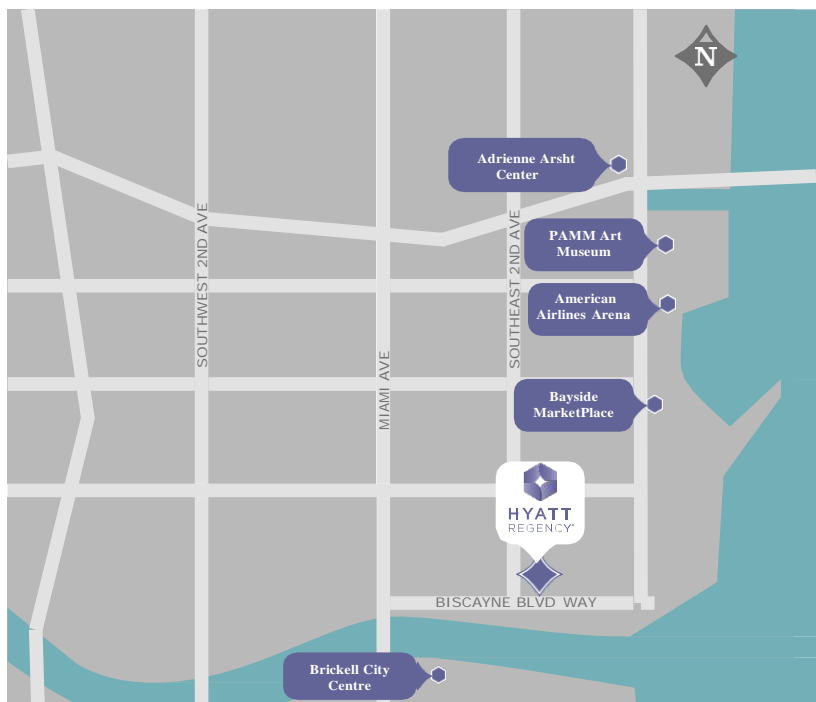 N
Adrienne Arsht
Center
SOUTHWEST 2ND AVE
SOUTHEAST 2ND AVE
PAMM Art
Museum
American
Airlines Arena
MIAMI AVE
Bayside
MarketPlace
HYATT
REGENCY
BISCAYNE BLVD WAY
Brickell City
Centre